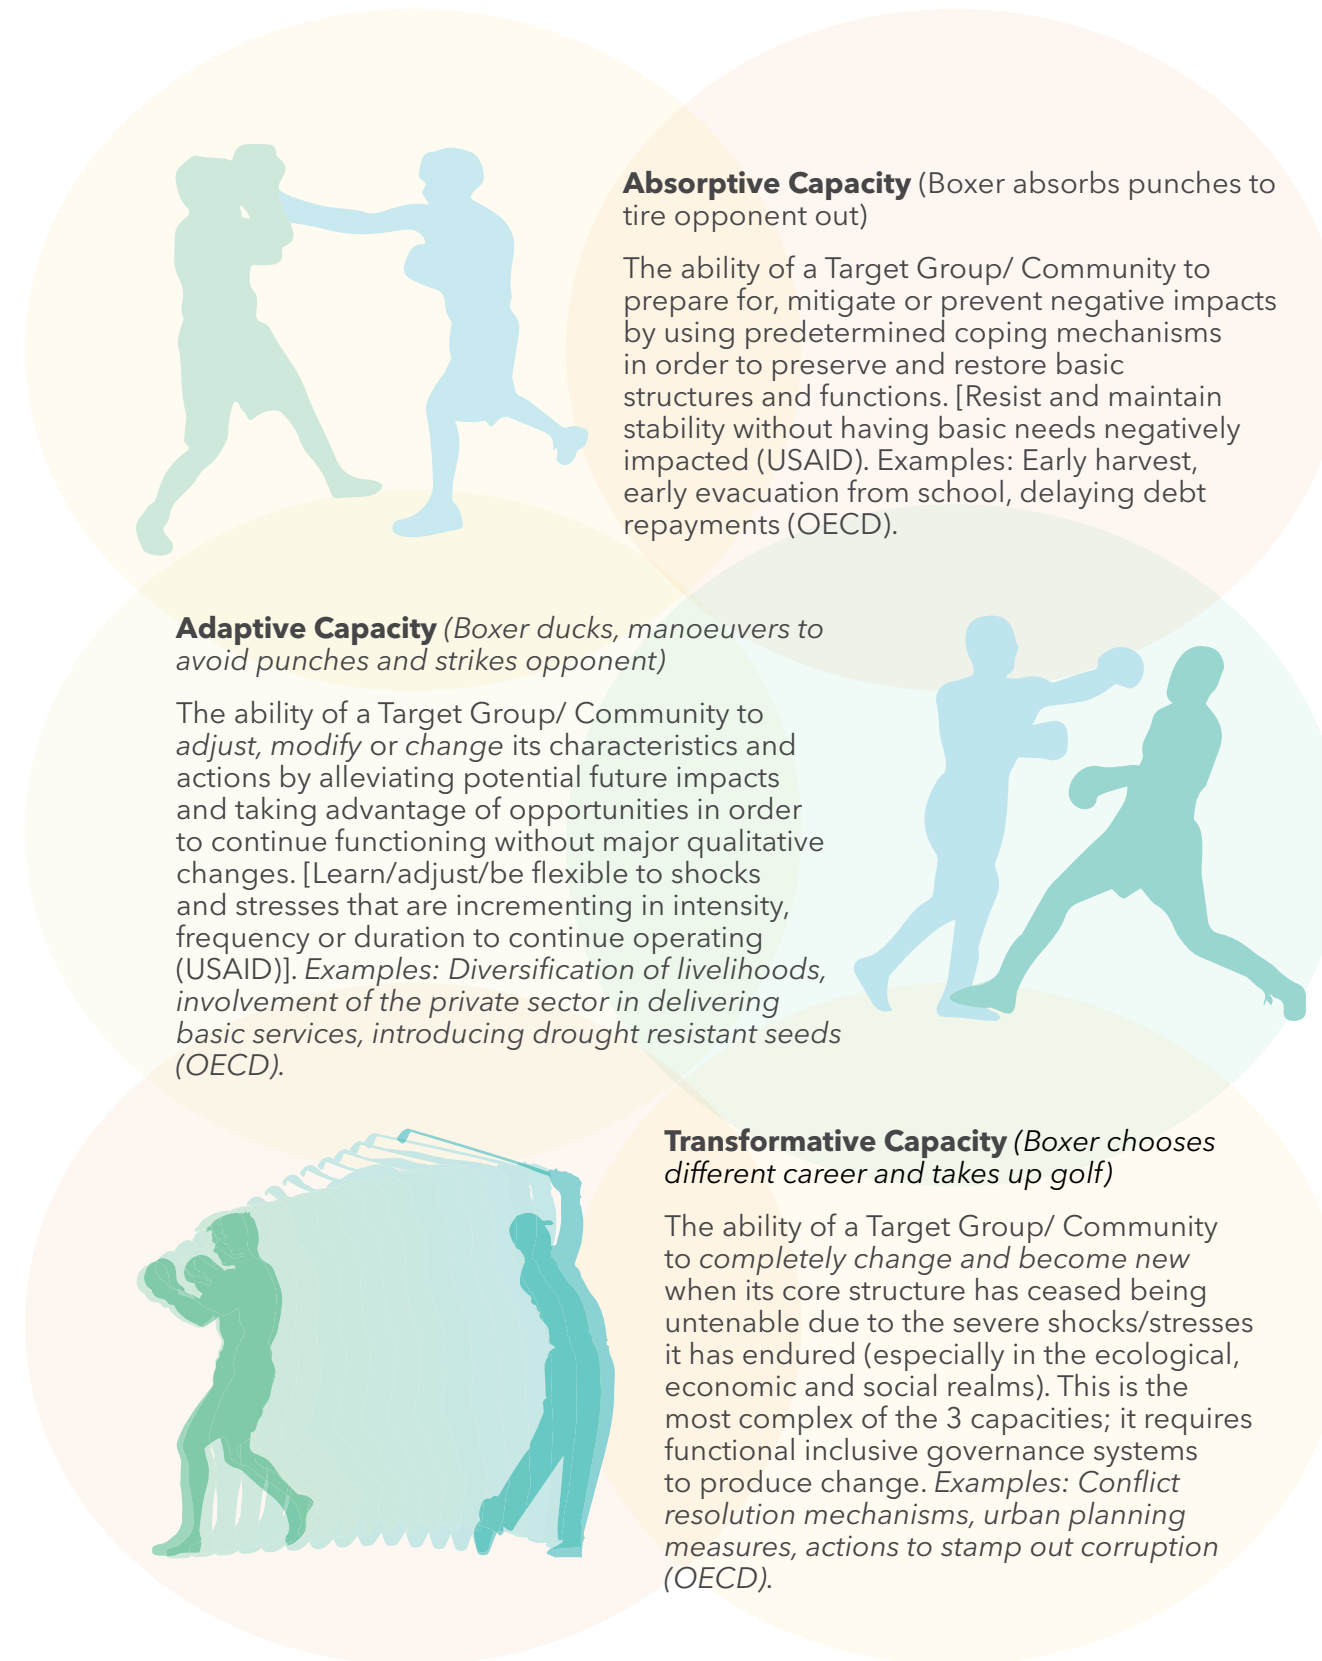 Absorptive Capacity (Boxer absorbs punches to
tire opponent out)
The ability of a Target Group/ Community to
prepare for, mitigate or prevent negative impacts
by using predetermined coping mechanisms
in order to preserve and restore basic
structures and functions. [Resist and maintain
stability without having basic needs negatively
impacted (USAID). Examples: Early harvest,
early evacuation from school, delaying debt
repayments (OECD).
Adaptive Capacity (Boxer ducks, manoeuvers to
avoid punches and strikes opponent)
The ability of a Target Group/ Community to
adjust, modify or change its characteristics and
actions by alleviating potential future impacts
and taking advantage of opportunities in order
to continue functioning without major qualitative
changes. [Learn/adjust/be flexible to shocks
and stresses that are incrementing in intensity,
frequency or duration to continue operating
(USAID)]. Examples: Diversification of livelihoods,
involvement of the private sector in delivering
basic services, introducing drought resistant seeds
(OECD).
Transformative Capacity (Boxer chooses
different career and takes up golf)
The ability of a Target Group/ Community
to completely change and become new
when its core structure has ceased being
untenable due to the severe shocks/stresses
it has endured (especially in the ecological,
economic and social realms). This is the
most complex of the 3 capacities; it requires
functional inclusive governance systems
to produce change. Examples: Conflict
resolution mechanisms, urban planning
measures, actions to stamp out corruption
(OECD).